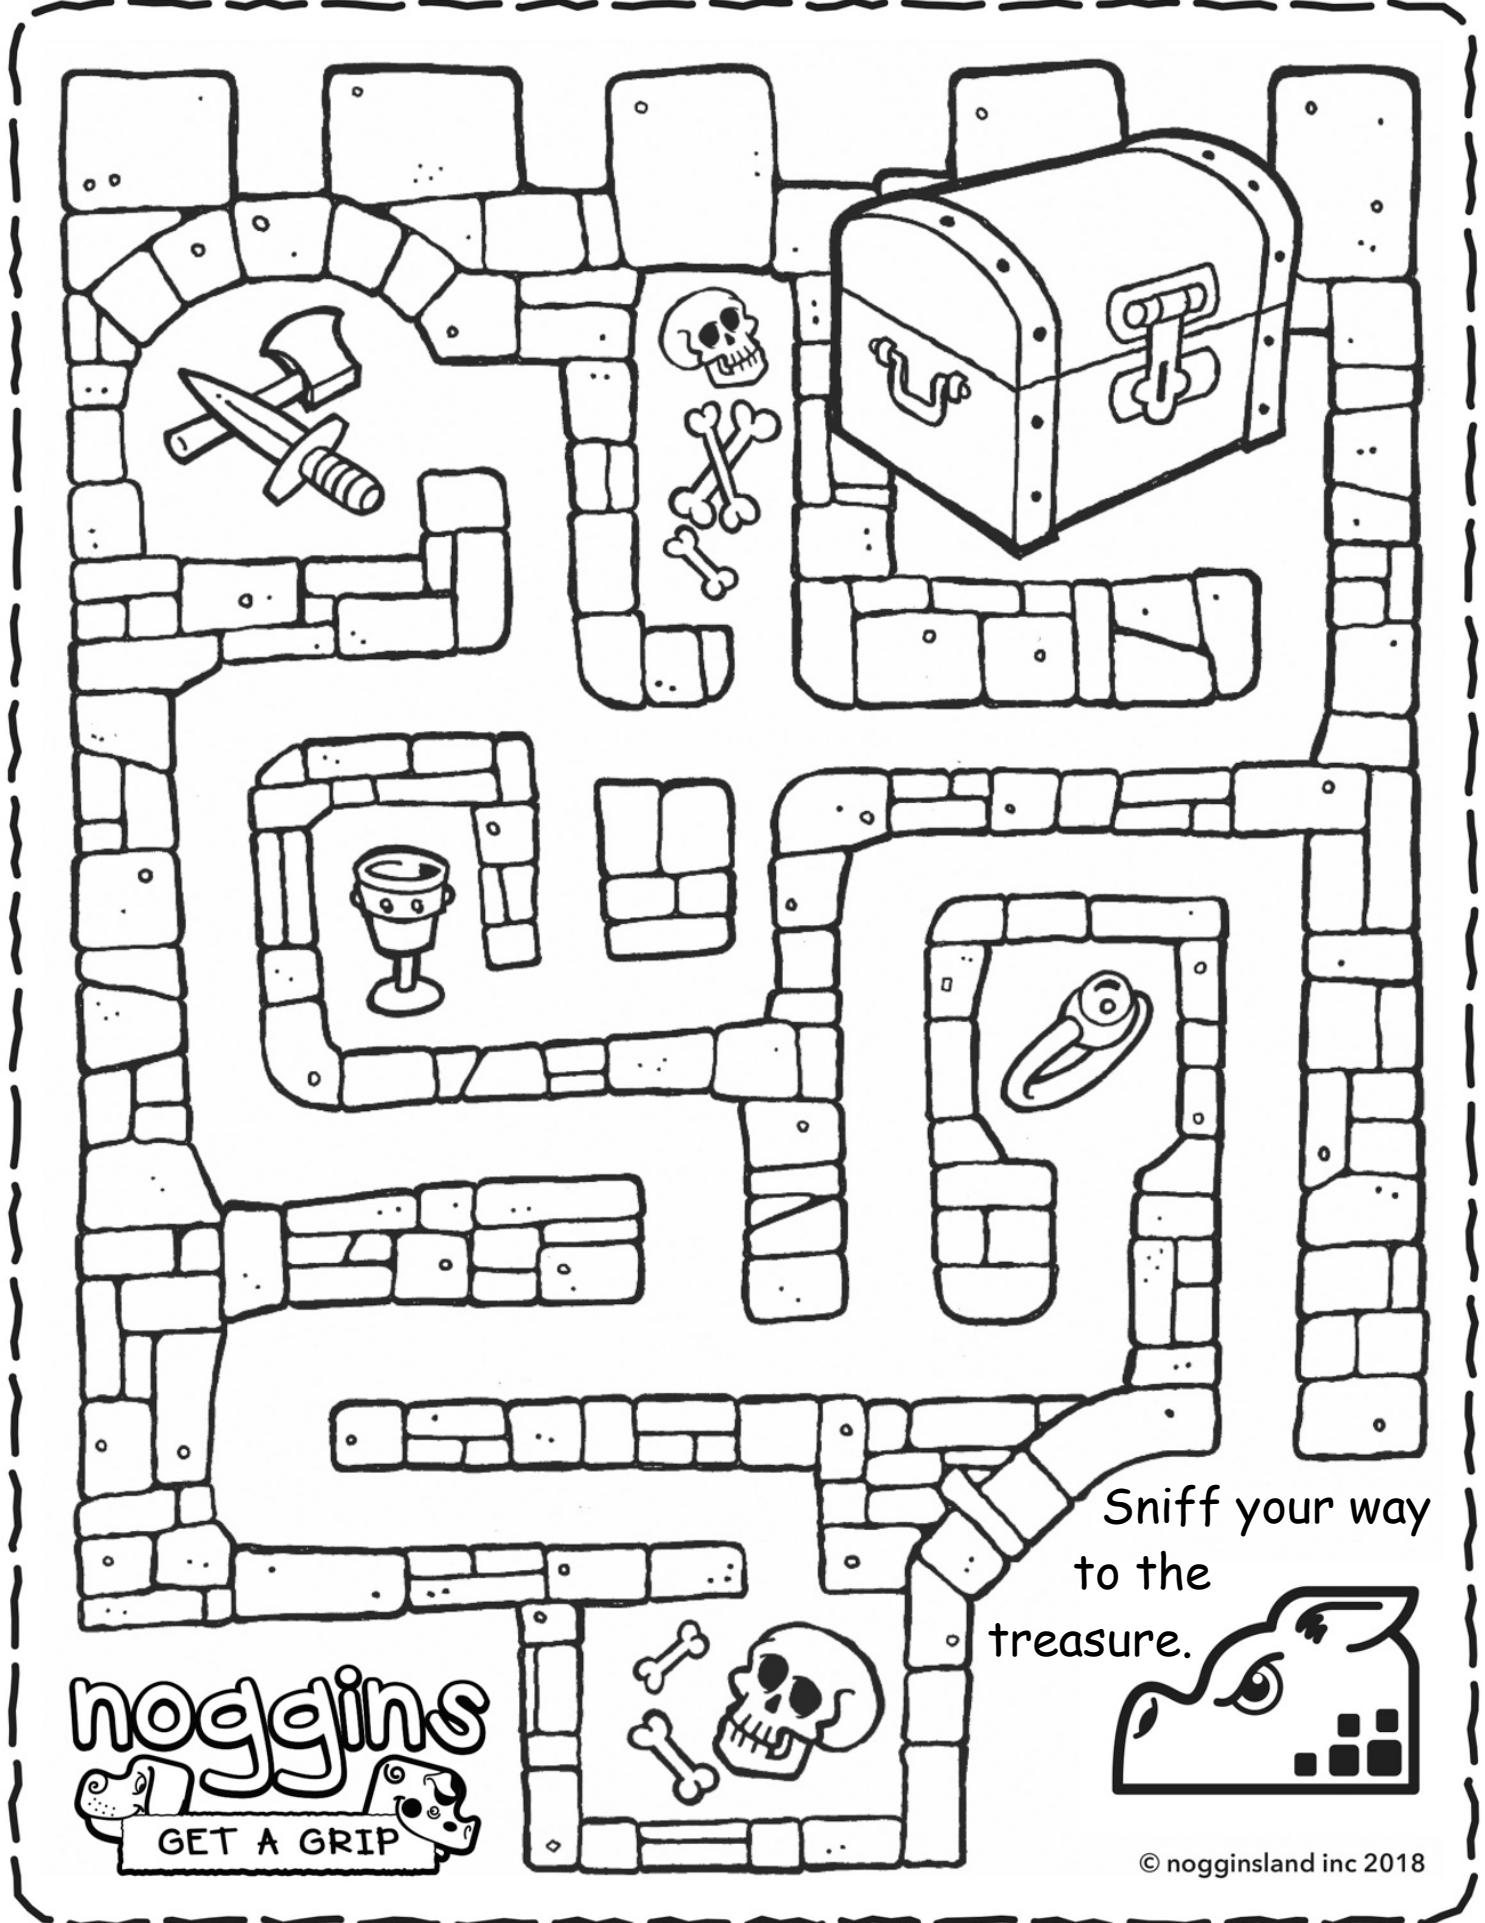 Sniff your way
to the
treasure.
noggins
GET A GRIP
© nogginsland inc 2018